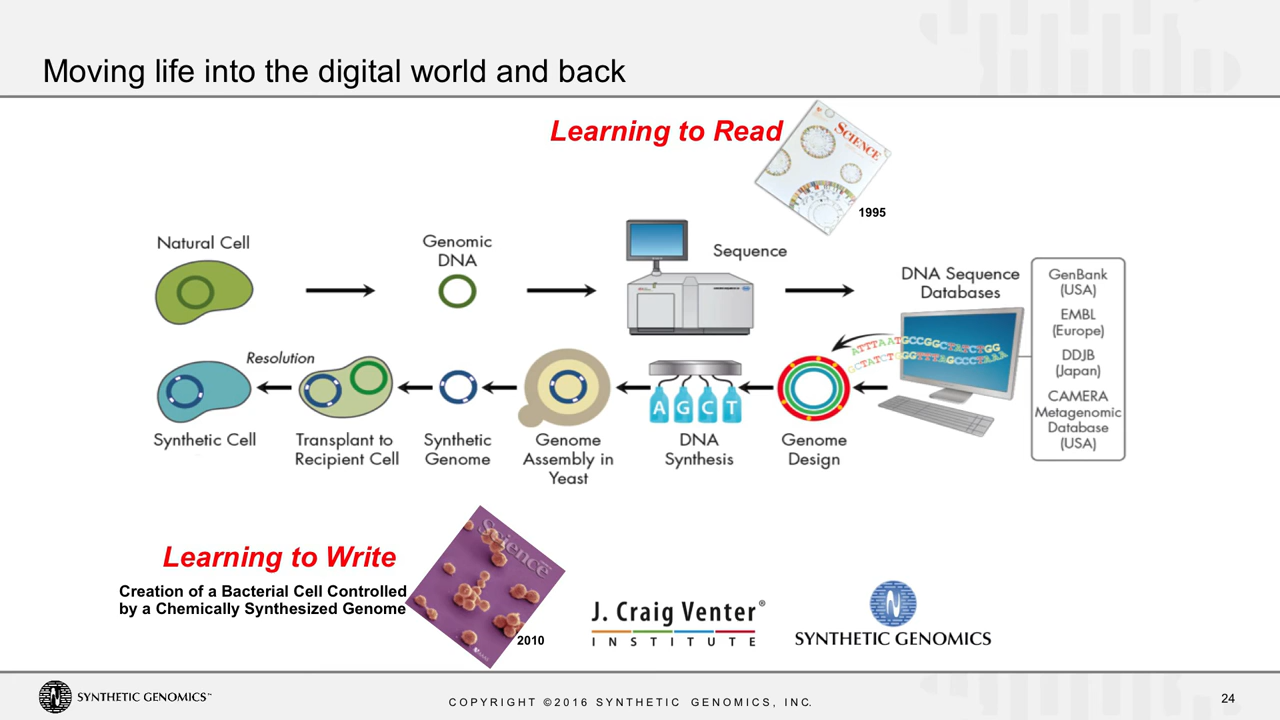 Moving life into the digital world and back
Learning to Read
SCIENCE
1995
Natural Cell
Genomic
DNA
Sequence
DNA Sequence
Databases
GenBank
(USA)
EMBL
(Europe)
DDJB
(Japan)
CAMERA
Metagenomic
Database
(USA)
ATTTAATGCCGGCTATCTGG
GCTATCTGGGTTTAGCCCTAAA
Resolution
A G C T
Synthetic Cell
Transplant to
Recipient Cell
Synthetic
Genome
Genome
Assembly in
Yeast
DNA
Synthesis
Genome
Design
Learning to Write
Creation of a Bacterial Cell Controlled
by a Chemically Synthesized Genome
Science
2010
J. Craig Venter®
INSTITUTE
SYNTHETIC GENOMICS
SYNTHETIC GENOMICS™
COPYRIGHT ©2016 SYNTHETIC GENOMICS, INC.
24